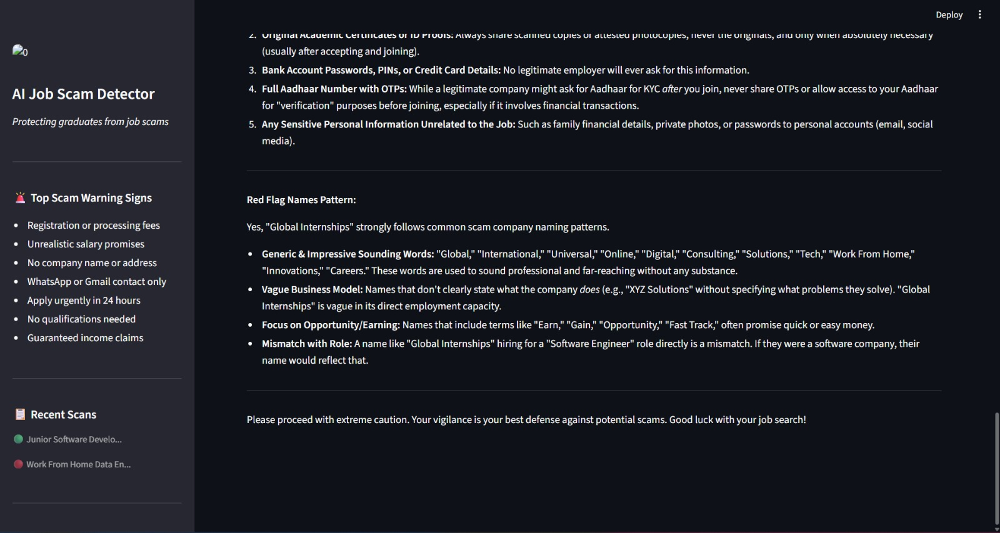 Deploy
0
AI Job Scam Detector
Protecting graduates from job scams
🚨 Top Scam Warning Signs
• Registration or processing fees
• Unrealistic salary promises
• No company name or address
• WhatsApp or Gmail contact only
• Apply urgently in 24 hours
• No qualifications needed
• Guaranteed income claims
📋 Recent Scans
Junior Software Develo...
Work From Home Data En...
2. Original Academic Certificates or ID Proofs: Always share scanned copies or attested photocopies, never the originals, and only when absolutely necessary
(usually after accepting and joining).
3. Bank Account Passwords, PINs, or Credit Card Details: No legitimate employer will ever ask for this information.
4. Full Aadhaar Number with OTPs: While a legitimate company might ask for Aadhaar for KYC after you join, never share OTPs or allow access to your Aadhaar
for "verification" purposes before joining, especially if it involves financial transactions.
5. Any Sensitive Personal Information Unrelated to the Job: Such as family financial details, private photos, or passwords to personal accounts (email, social
media).
Red Flag Names Pattern:
Yes, "Global Internships" strongly follows common scam company naming patterns.
• Generic & Impressive Sounding Words: "Global," "International," "Universal," "Online," "Digital," "Consulting," "Solutions," "Tech," "Work From Home,"
"Innovations," "Careers." These words are used to sound professional and far-reaching without any substance.
• Vague Business Model: Names that don't clearly state what the company does (e.g., "XYZ Solutions" without specifying what problems they solve). "Global
Internships" is vague in its direct employment capacity.
• Focus on Opportunity/Earning: Names that include terms like "Earn," "Gain," "Opportunity," "Fast Track," often promise quick or easy money.
• Mismatch with Role: A name like "Global Internships" hiring for a "Software Engineer" role directly is a mismatch. If they were a software company, their
name would reflect that.
Please proceed with extreme caution. Your vigilance is your best defense against potential scams. Good luck with your job search!